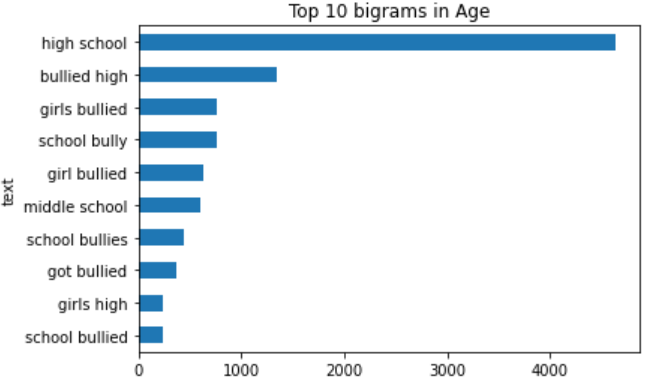 Top 10 bigrams in Age
high school
bullied high
girls bullied
school bully
girl bullied
middle school
school bullies
got bullied
girls high
school bullied
text
0 1000 2000 3000 4000